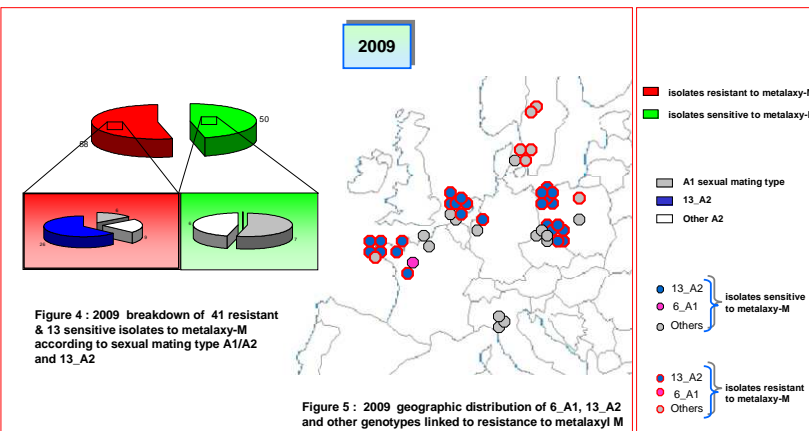 2009
50
58
Figure 4 : 2009 breakdown of 41 resistant
& 13 sensitive isolates to metalaxy-M
according to sexual mating type A1/A2
and 13_A2
Figure 5 : 2009 geographic distribution of 6_A1, 13_A2
and other genotypes linked to resistance to metalaxyl M
isolates resistant to metalaxy-M
isolates sensitive to metalaxy-M
A1 sexual mating type
13_A2
Other A2
13_A2
6_A1
Others
isolates sensitive
to metalaxy-M
13_A2
6_A1
Others
isolates resistant
to metalaxy-M